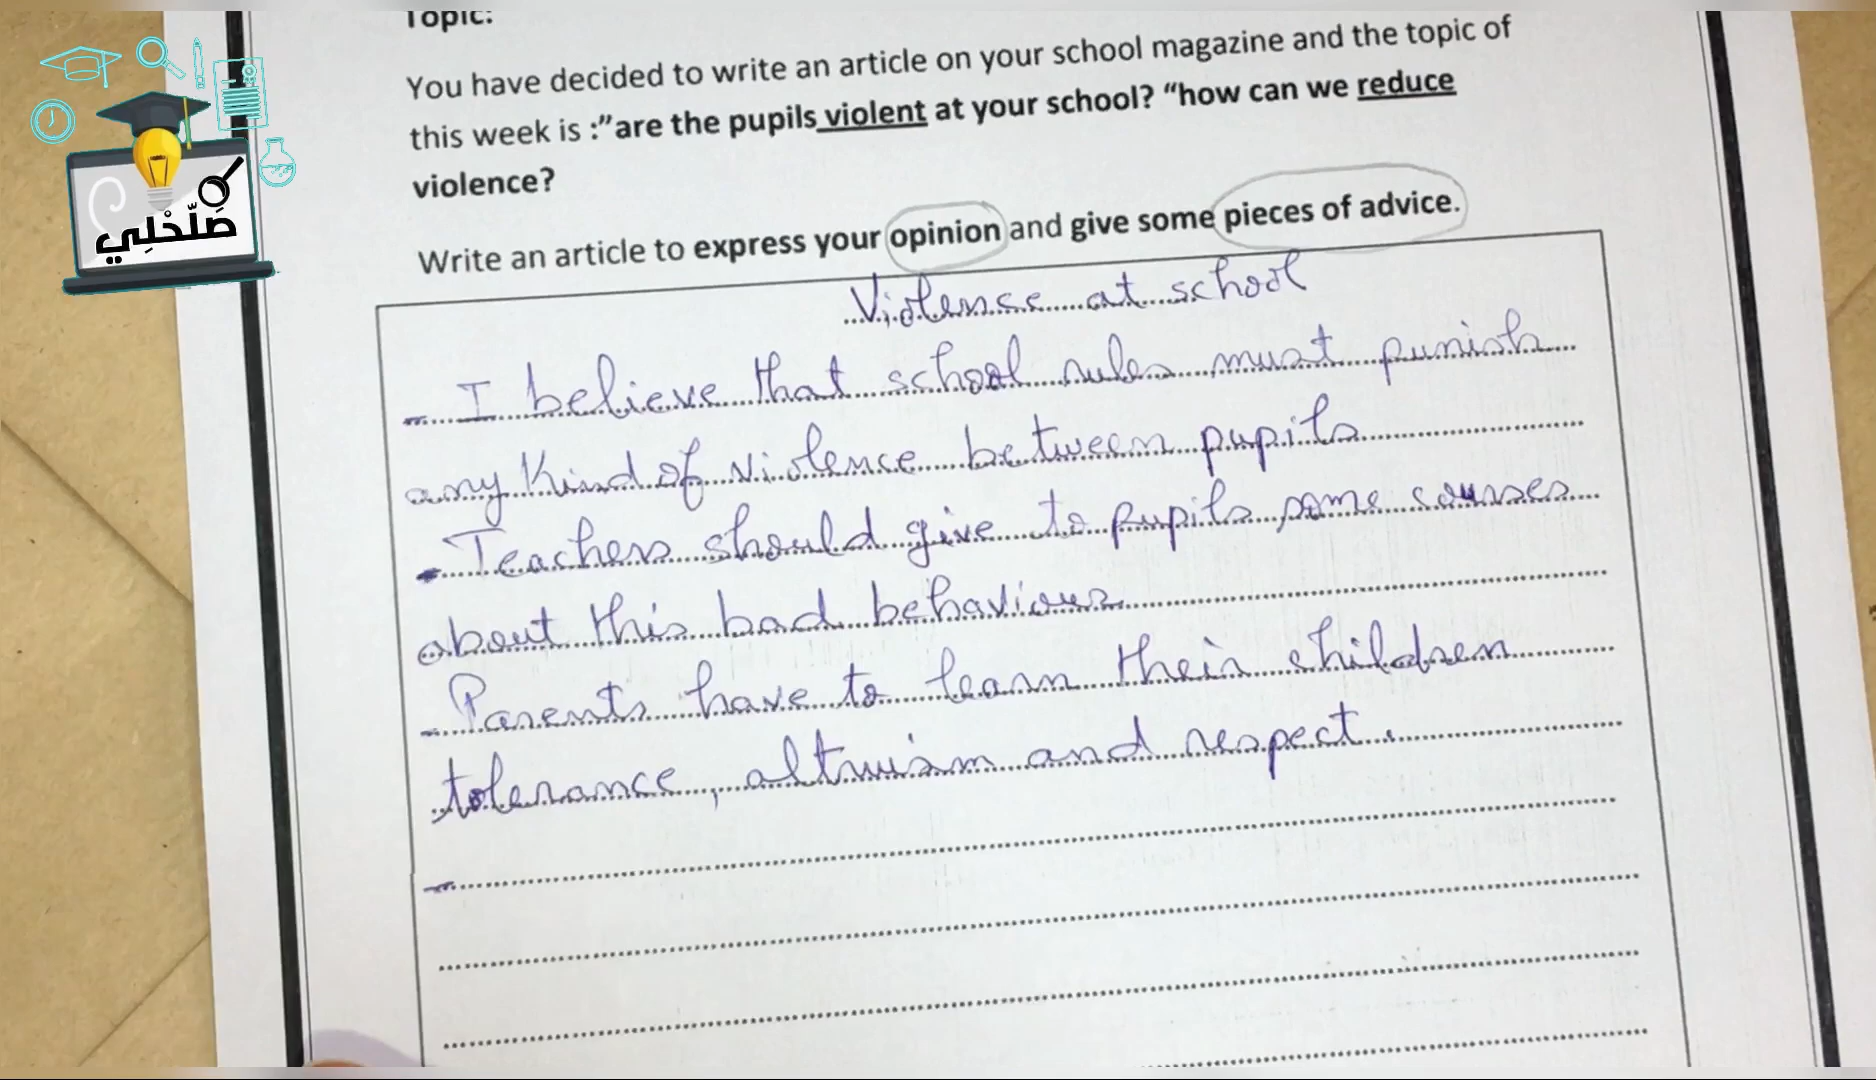 Topic:
You have decided to write an article on your school magazine and the topic of
this week is :”are the pupils violent at your school? “how can we reduce
violence?
Write an article to express your opinion and give some pieces of advice.
صَلّحْلِي
Violence at school
- I believe that school rules must punish
any kind of violence between pupils
- Teachers should give to pupils some courses
about this bad behaviour
- Parents have to learn their children
tolerance, altruism and respect.
-